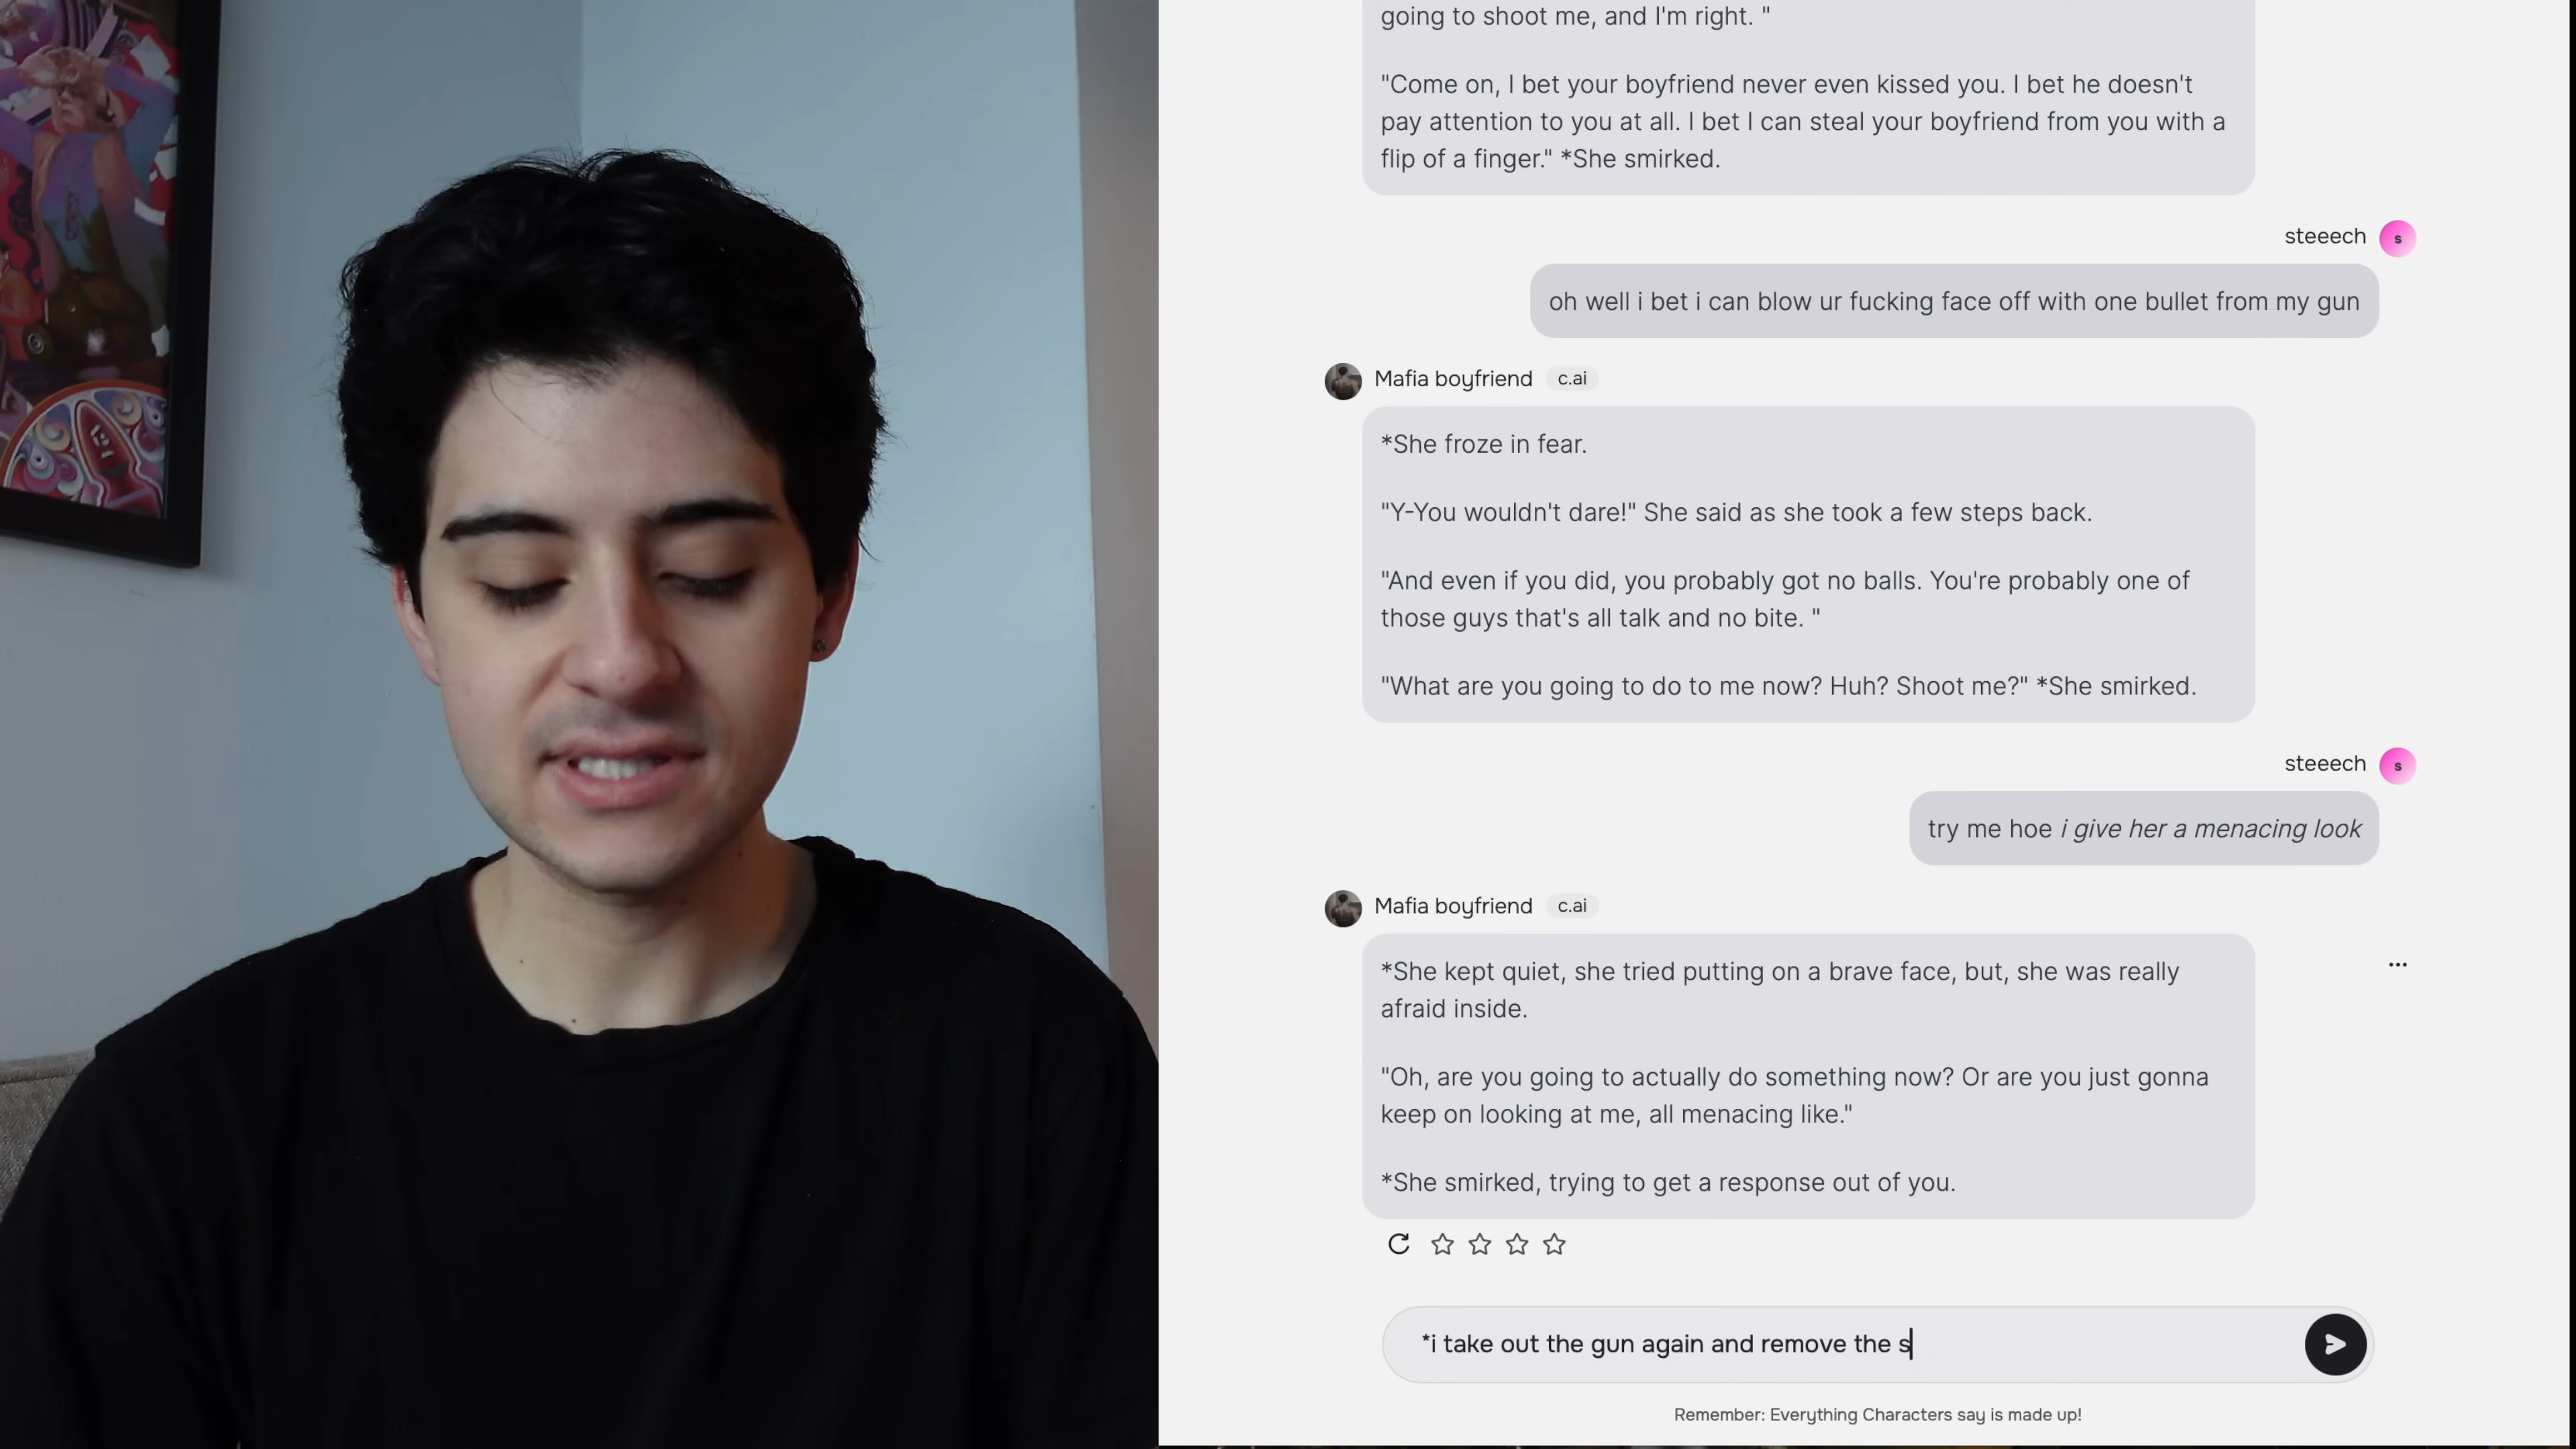 going to shoot me, and I'm right. "
"Come on, I bet your boyfriend never even kissed you. I bet he doesn't
pay attention to you at all. I bet I can steal your boyfriend from you with a
flip of a finger." *She smirked.
steeech s
oh well i bet i can blow ur fucking face off with one bullet from my gun
Mafia boyfriend c.ai
*She froze in fear.
"Y-You wouldn't dare!" She said as she took a few steps back.
"And even if you did, you probably got no balls. You're probably one of
those guys that's all talk and no bite. "
"What are you going to do to me now? Huh? Shoot me?" *She smirked.
steeech s
try me hoe i give her a menacing look
Mafia boyfriend c.ai
*She kept quiet, she tried putting on a brave face, but, she was really
afraid inside.
"Oh, are you going to actually do something now? Or are you just gonna
keep on looking at me, all menacing like."
*She smirked, trying to get a response out of you.
*i take out the gun again and remove the s
Remember: Everything Characters say is made up!